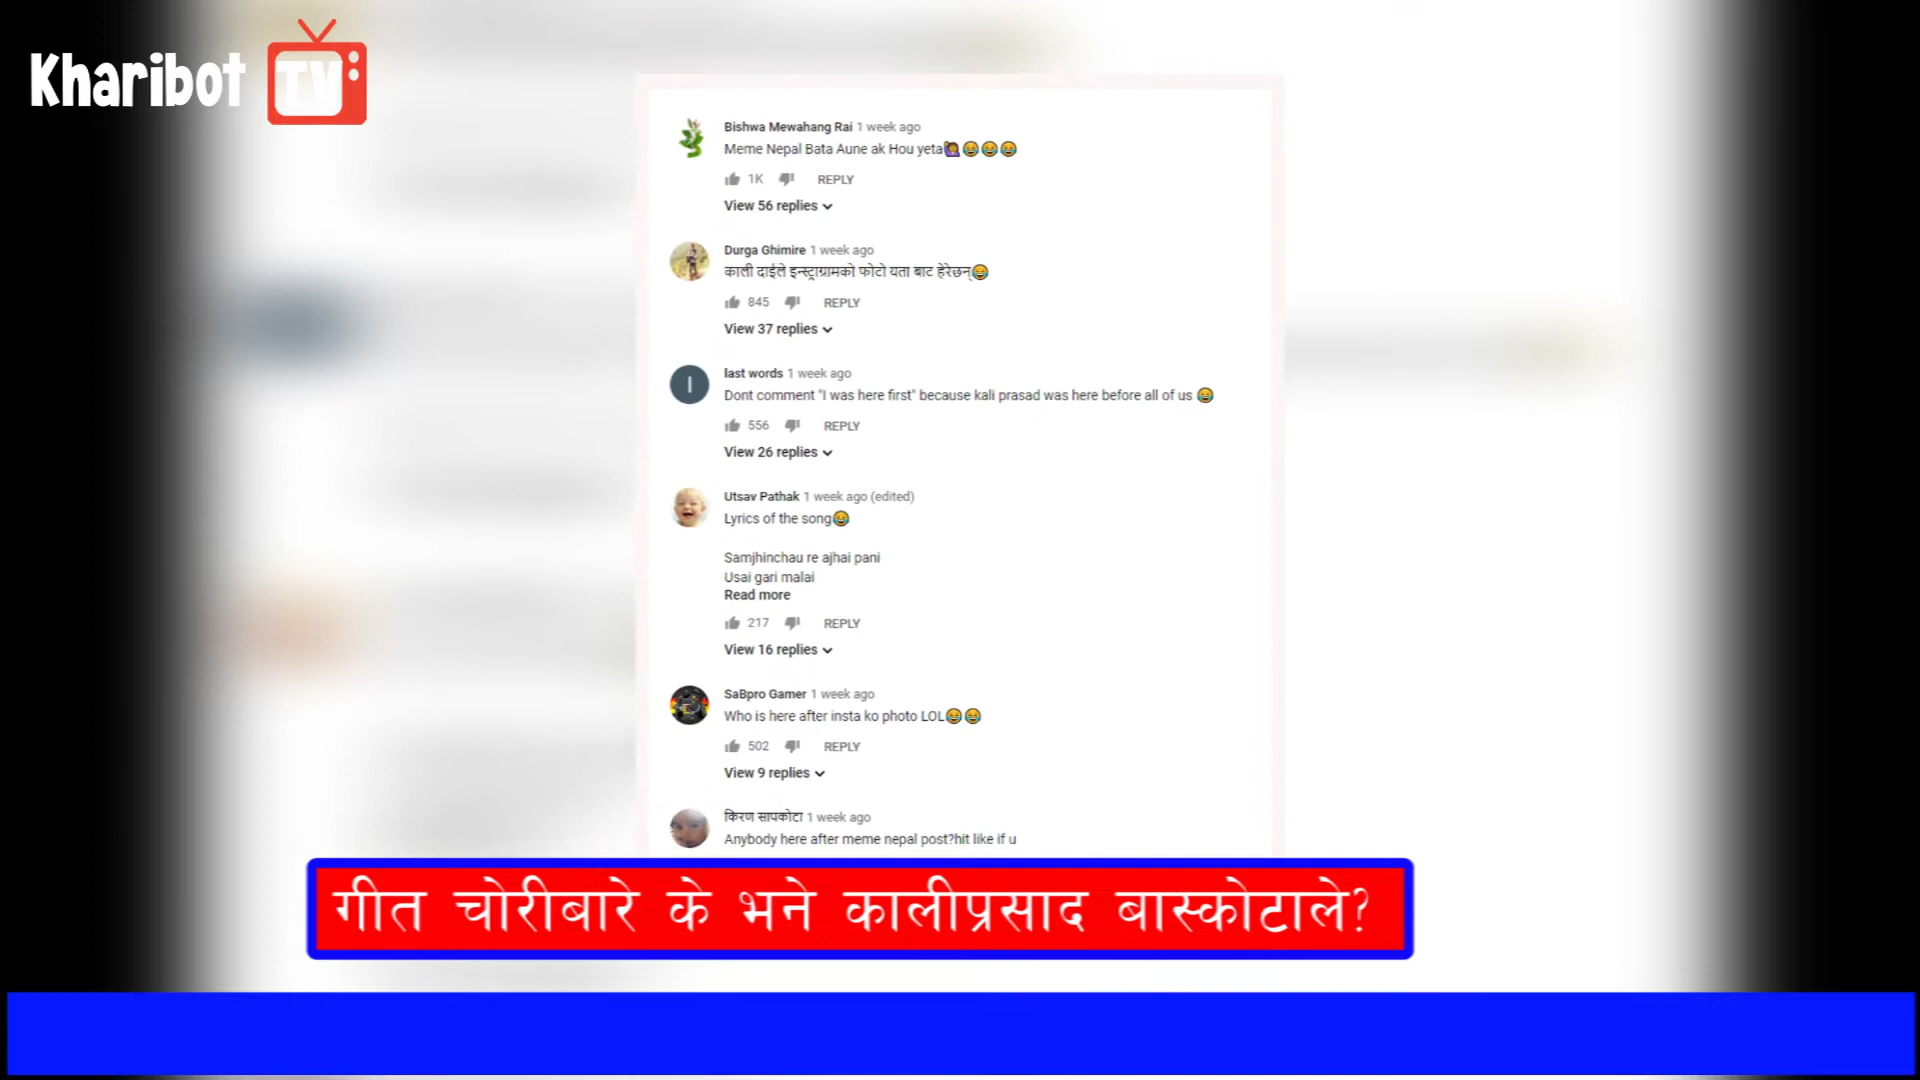 Kharibot TV
Bishwa Mewahang Rai 1 week ago
Meme Nepal Bata Aune ak Hou yeta🙋😂😂😂
1K REPLY
View 56 replies
Durga Ghimire 1 week ago
काली दाईले इन्स्ट्राग्रामको फोटो यता बाट हेरेछन्😂
845 REPLY
View 37 replies
last words 1 week ago
Dont comment "I was here first" because kali prasad was here before all of us 😂
556 REPLY
View 26 replies
Utsav Pathak 1 week ago (edited)
Lyrics of the song😂
Samjhinchau re ajhai pani
Usai gari malai
Read more
217 REPLY
View 16 replies
SaBpro Gamer 1 week ago
Who is here after insta ko photo LOL😂😂
502 REPLY
View 9 replies
किरण सापकोटा 1 week ago
Anybody here after meme nepal post?hit like if u
गीत चोरीबारे के भने कालीप्रसाद बास्कोटाले?